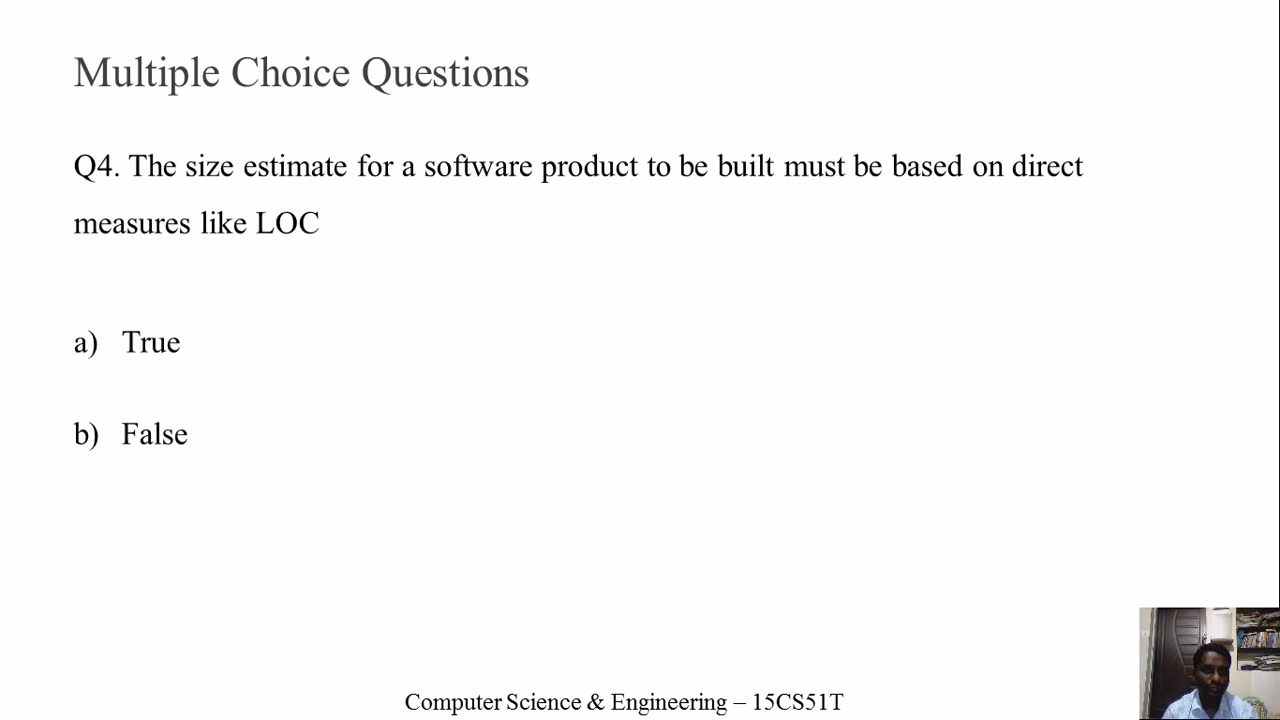 Multiple Choice Questions
Q4. The size estimate for a software product to be built must be based on direct
measures like LOC
a) True
b) False
Computer Science & Engineering – 15CS51T